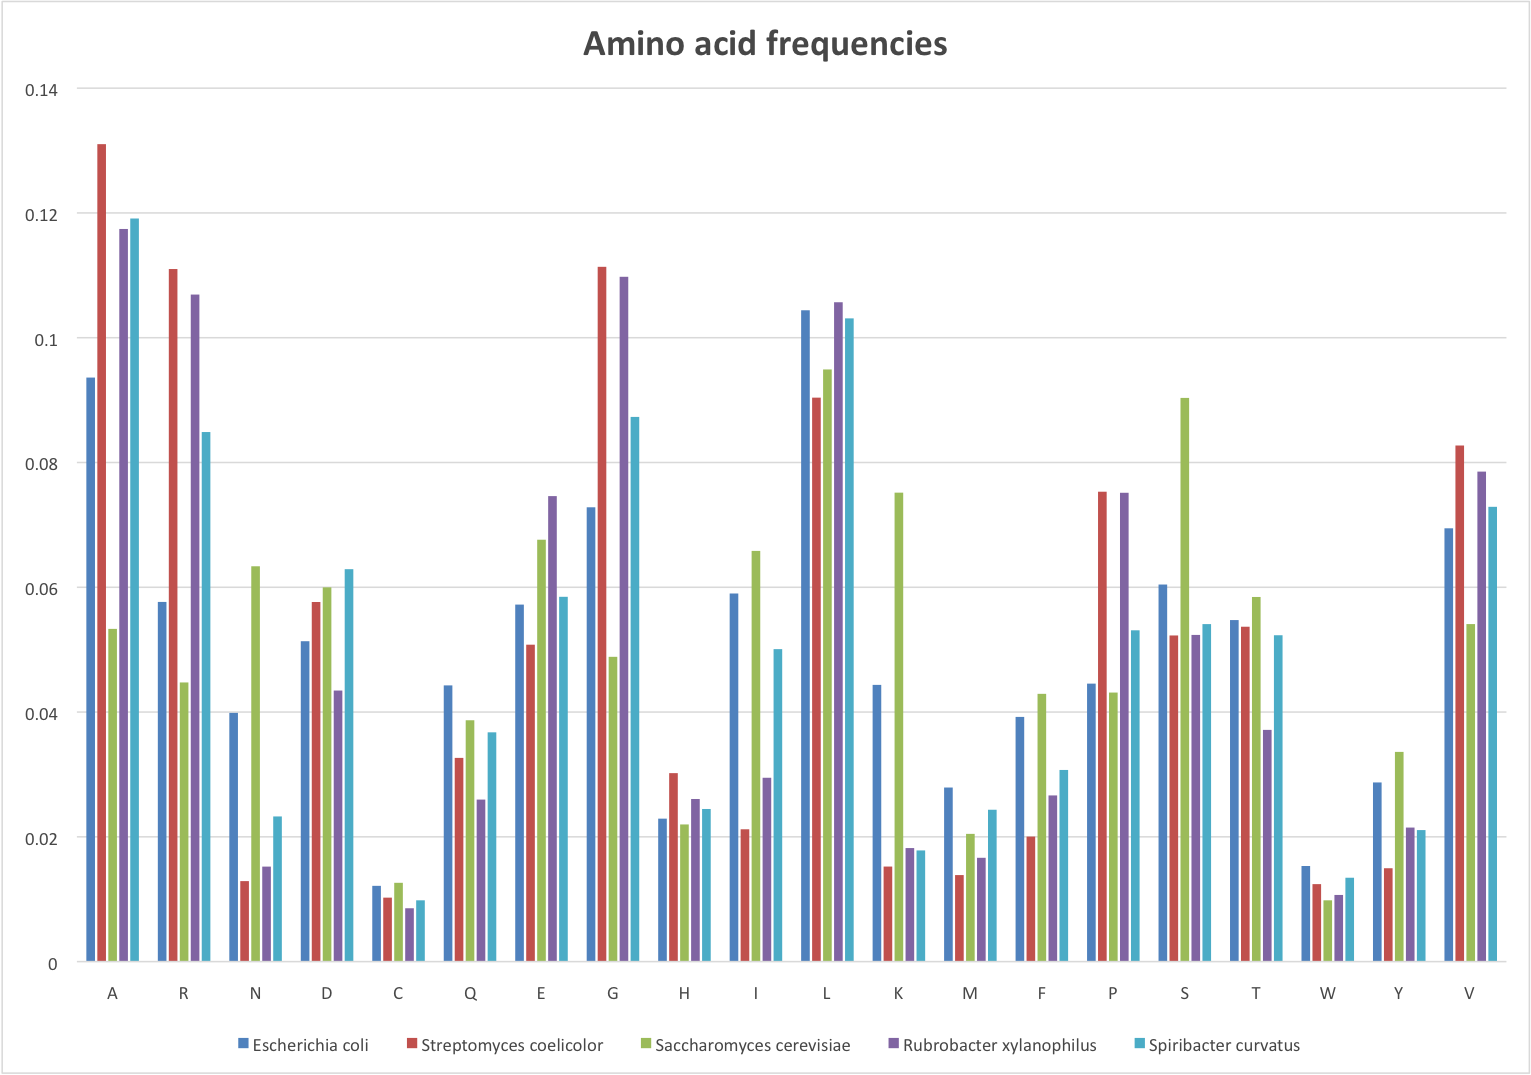 Amino acid frequencies
0.14
0.12
0.1
0.08
0.06
0.04
0.02
0
A R N D C Q E G H I L K M F P S T W Y V
Escherichia coli Streptomyces coelicolor Saccharomyces cerevisiae Rubrobacter xylanophilus Spiribacter curvatus